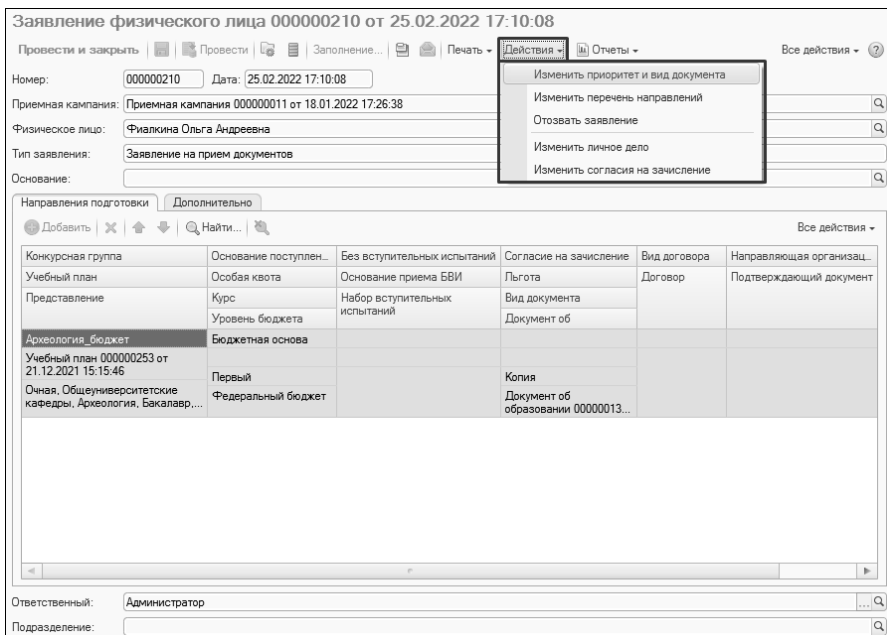 Заявление физического лица 000000210 от 25.02.2022 17:10:08
Провести и закрыть Провести Заполнение... Печать Действия Отчеты Все действия ?
Номер: 000000210 Дата: 25.02.2022 17:10:08
Изменить приоритет и вид документа
Изменить перечень направлений
Отозвать заявление
Изменить личное дело
Изменить согласия на зачисление
Приемная кампания: Приемная кампания 000000011 от 18.01.2022 17:26:38
Физическое лицо: Фиалкина Ольга Андреевна
Тип заявления: Заявление на прием документов
Основание:
Направления подготовки Дополнительно
Добавить Найти... Все действия
Конкурсная группа Основание поступлен... Без вступительных испытаний Согласие на зачисление Вид договора Направляющая организац...
Учебный план Особая квота Основание приема БВИ Льгота Договор Подтверждающий документ
Представление Курс Набор вступительных испытаний Вид документа
Уровень бюджета Документ об
Археология_бюджет Бюджетная основа
Учебный план 000000253 от
21.12.2021 15:15:46
Первый Копия
Очная, Общеуниверситетские
кафедры, Археология, Бакалавр,...
Федеральный бюджет Документ об
образовании 00000013...
Ответственный: Администратор ...
Подразделение: